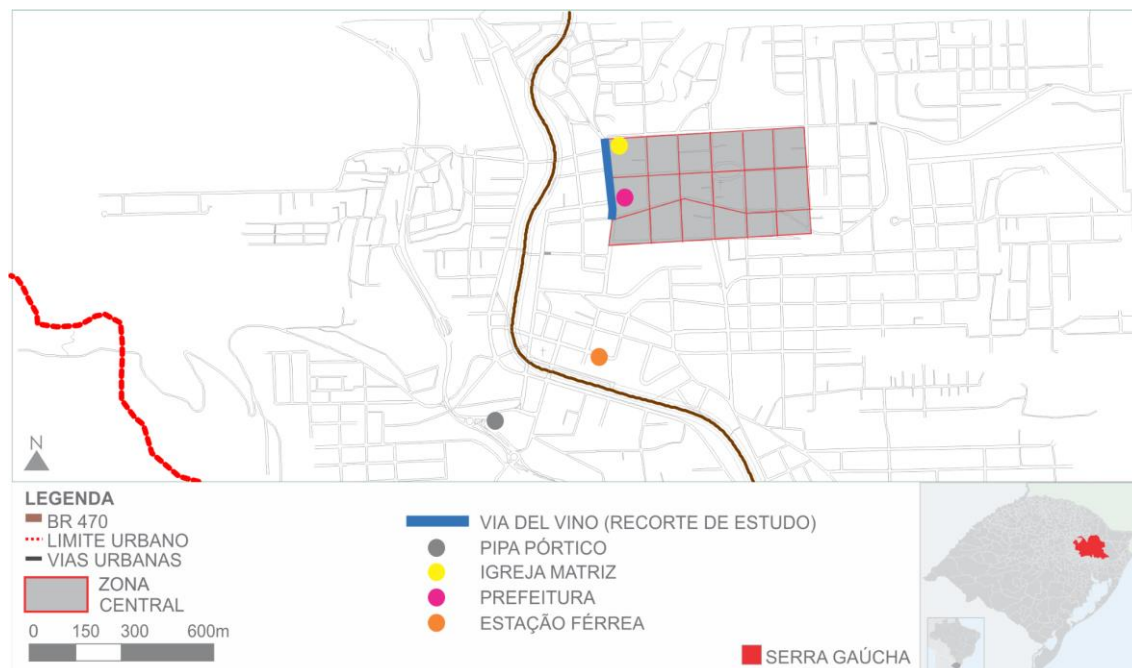 N
LEGENDA
BR 470
LIMITE URBANO
VIAS URBANAS
ZONA
CENTRAL
0 150 300 600m
VIA DEL VINO (RECORTE DE ESTUDO)
PIPA PÓRTICO
IGREJA MATRIZ
PREFEITURA
ESTAÇÃO FÉRREA
SERRA GAÚCHA